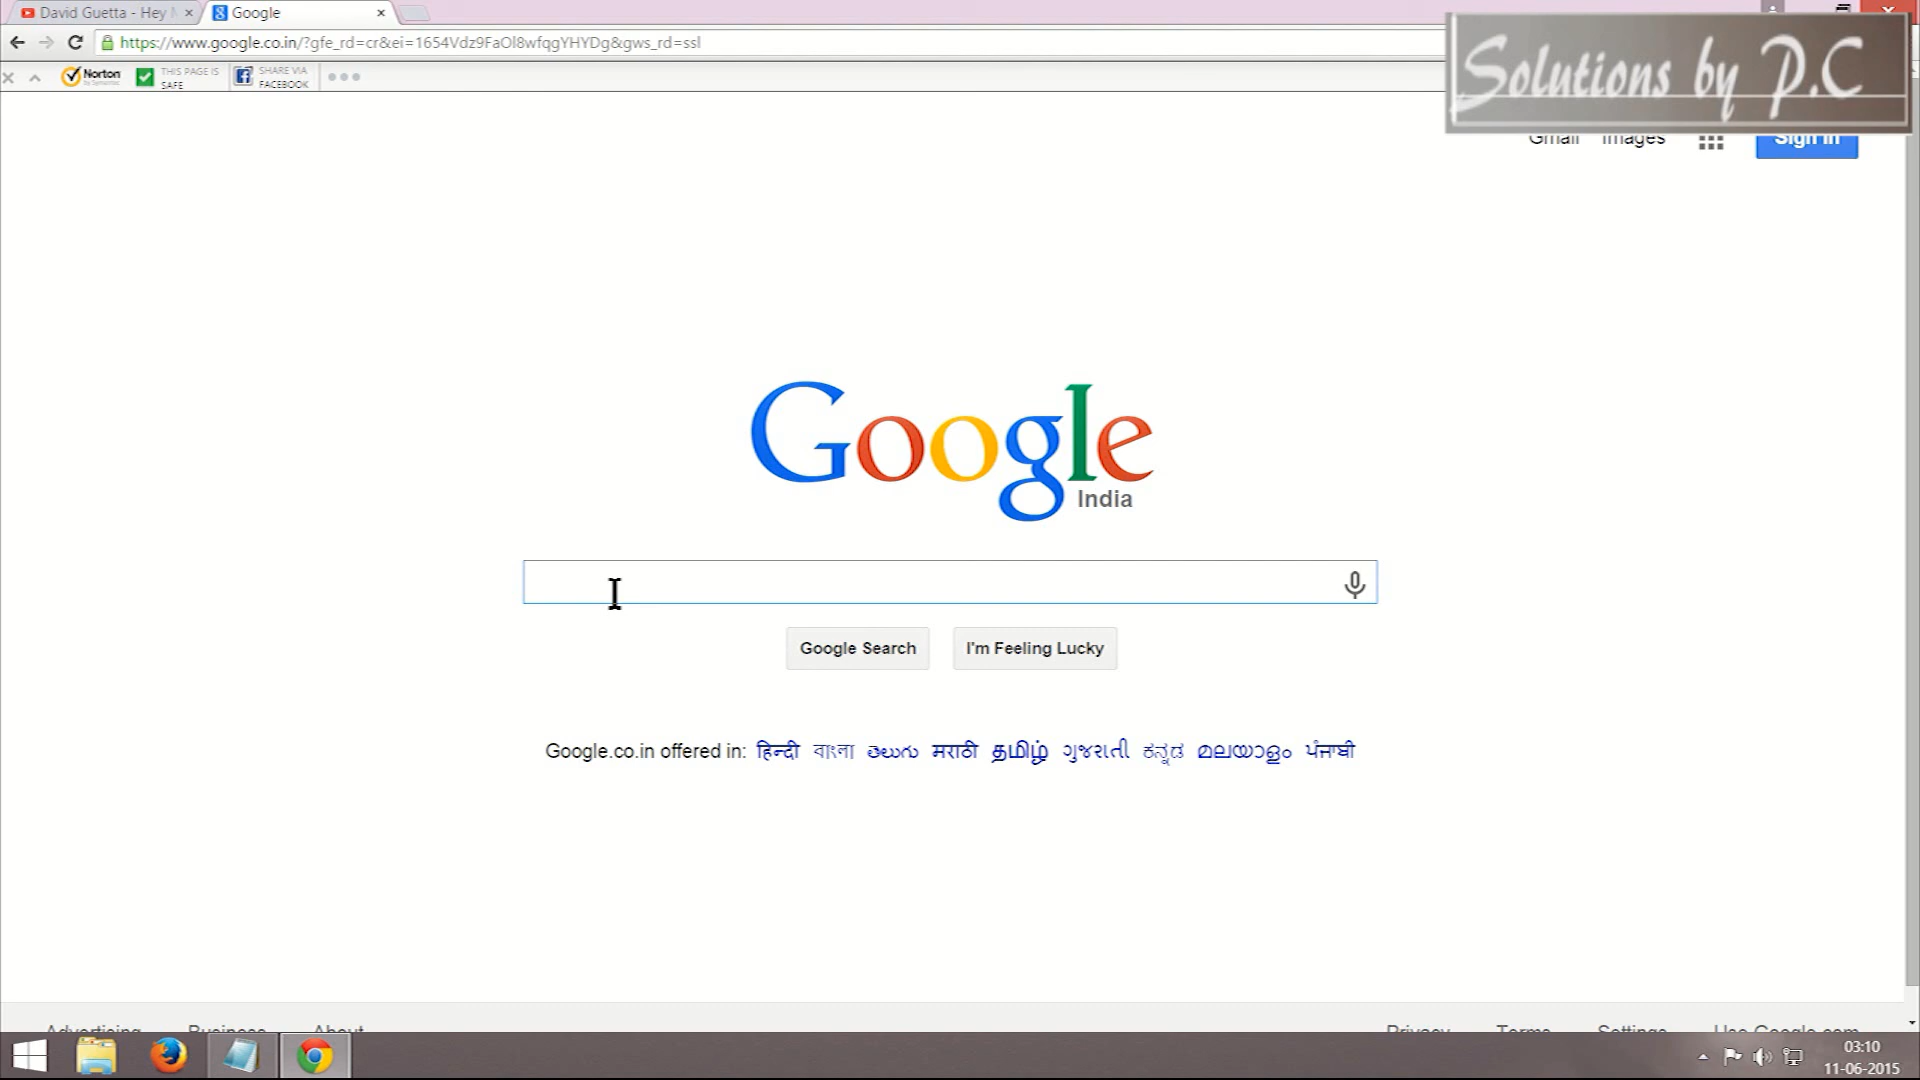 David Guetta - Hey
Google
https://www.google.co.in/?gfe_rd=cr&ei=1654Vdz9FaOl8wfqgYHYDg&gws_rd=ssl
Norton
by Symantec
THIS PAGE IS
SAFE
SHARE VIA
FACEBOOK
Solutions by P.C
Gmail Images Sign in
Google
India
Google Search I'm Feeling Lucky
Google.co.in offered in: हिन्दी বাংলা తెలుగు मराठी தமிழ் ગુજરાતી ಕನ್ನಡ മലയാളം ਪੰਜਾਬੀ
Advertising Business About Privacy Terms Settings Use Google.com
03:10
11-06-2015